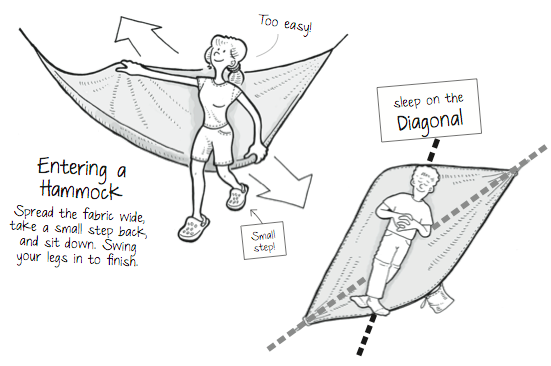 Too easy!
Entering a
Hammock
Spread the fabric wide,
take a small step back,
and sit down. Swing
your legs in to finish.
Small
step!
sleep on the
Diagonal